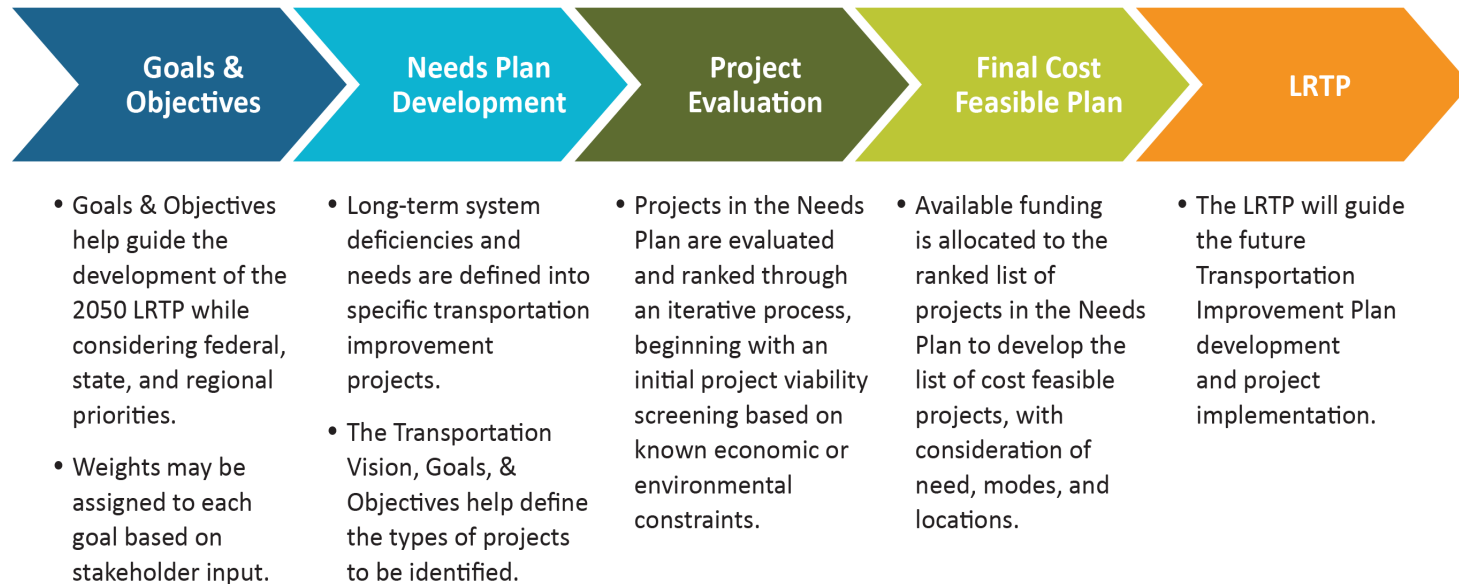 Goals &
Objectives
Needs Plan
Development
Project
Evaluation
Final Cost
Feasible Plan
LRTP
• Goals & Objectives
help guide the
development of the
2050 LRTP while
considering federal,
state, and regional
priorities.
• Weights may be
assigned to each
goal based on
stakeholder input.
• Long-term system
deficiencies and
needs are defined into
specific transportation
improvement
projects.
• The Transportation
Vision, Goals, &
Objectives help define
the types of projects
to be identified.
• Projects in the Needs
Plan are evaluated
and ranked through
an iterative process,
beginning with an
initial project viability
screening based on
known economic or
environmental
constraints.
• Available funding
is allocated to the
ranked list of
projects in the Needs
Plan to develop the
list of cost feasible
projects, with
consideration of
need, modes, and
locations.
• The LRTP will guide
the future
Transportation
Improvement Plan
development
and project
implementation.